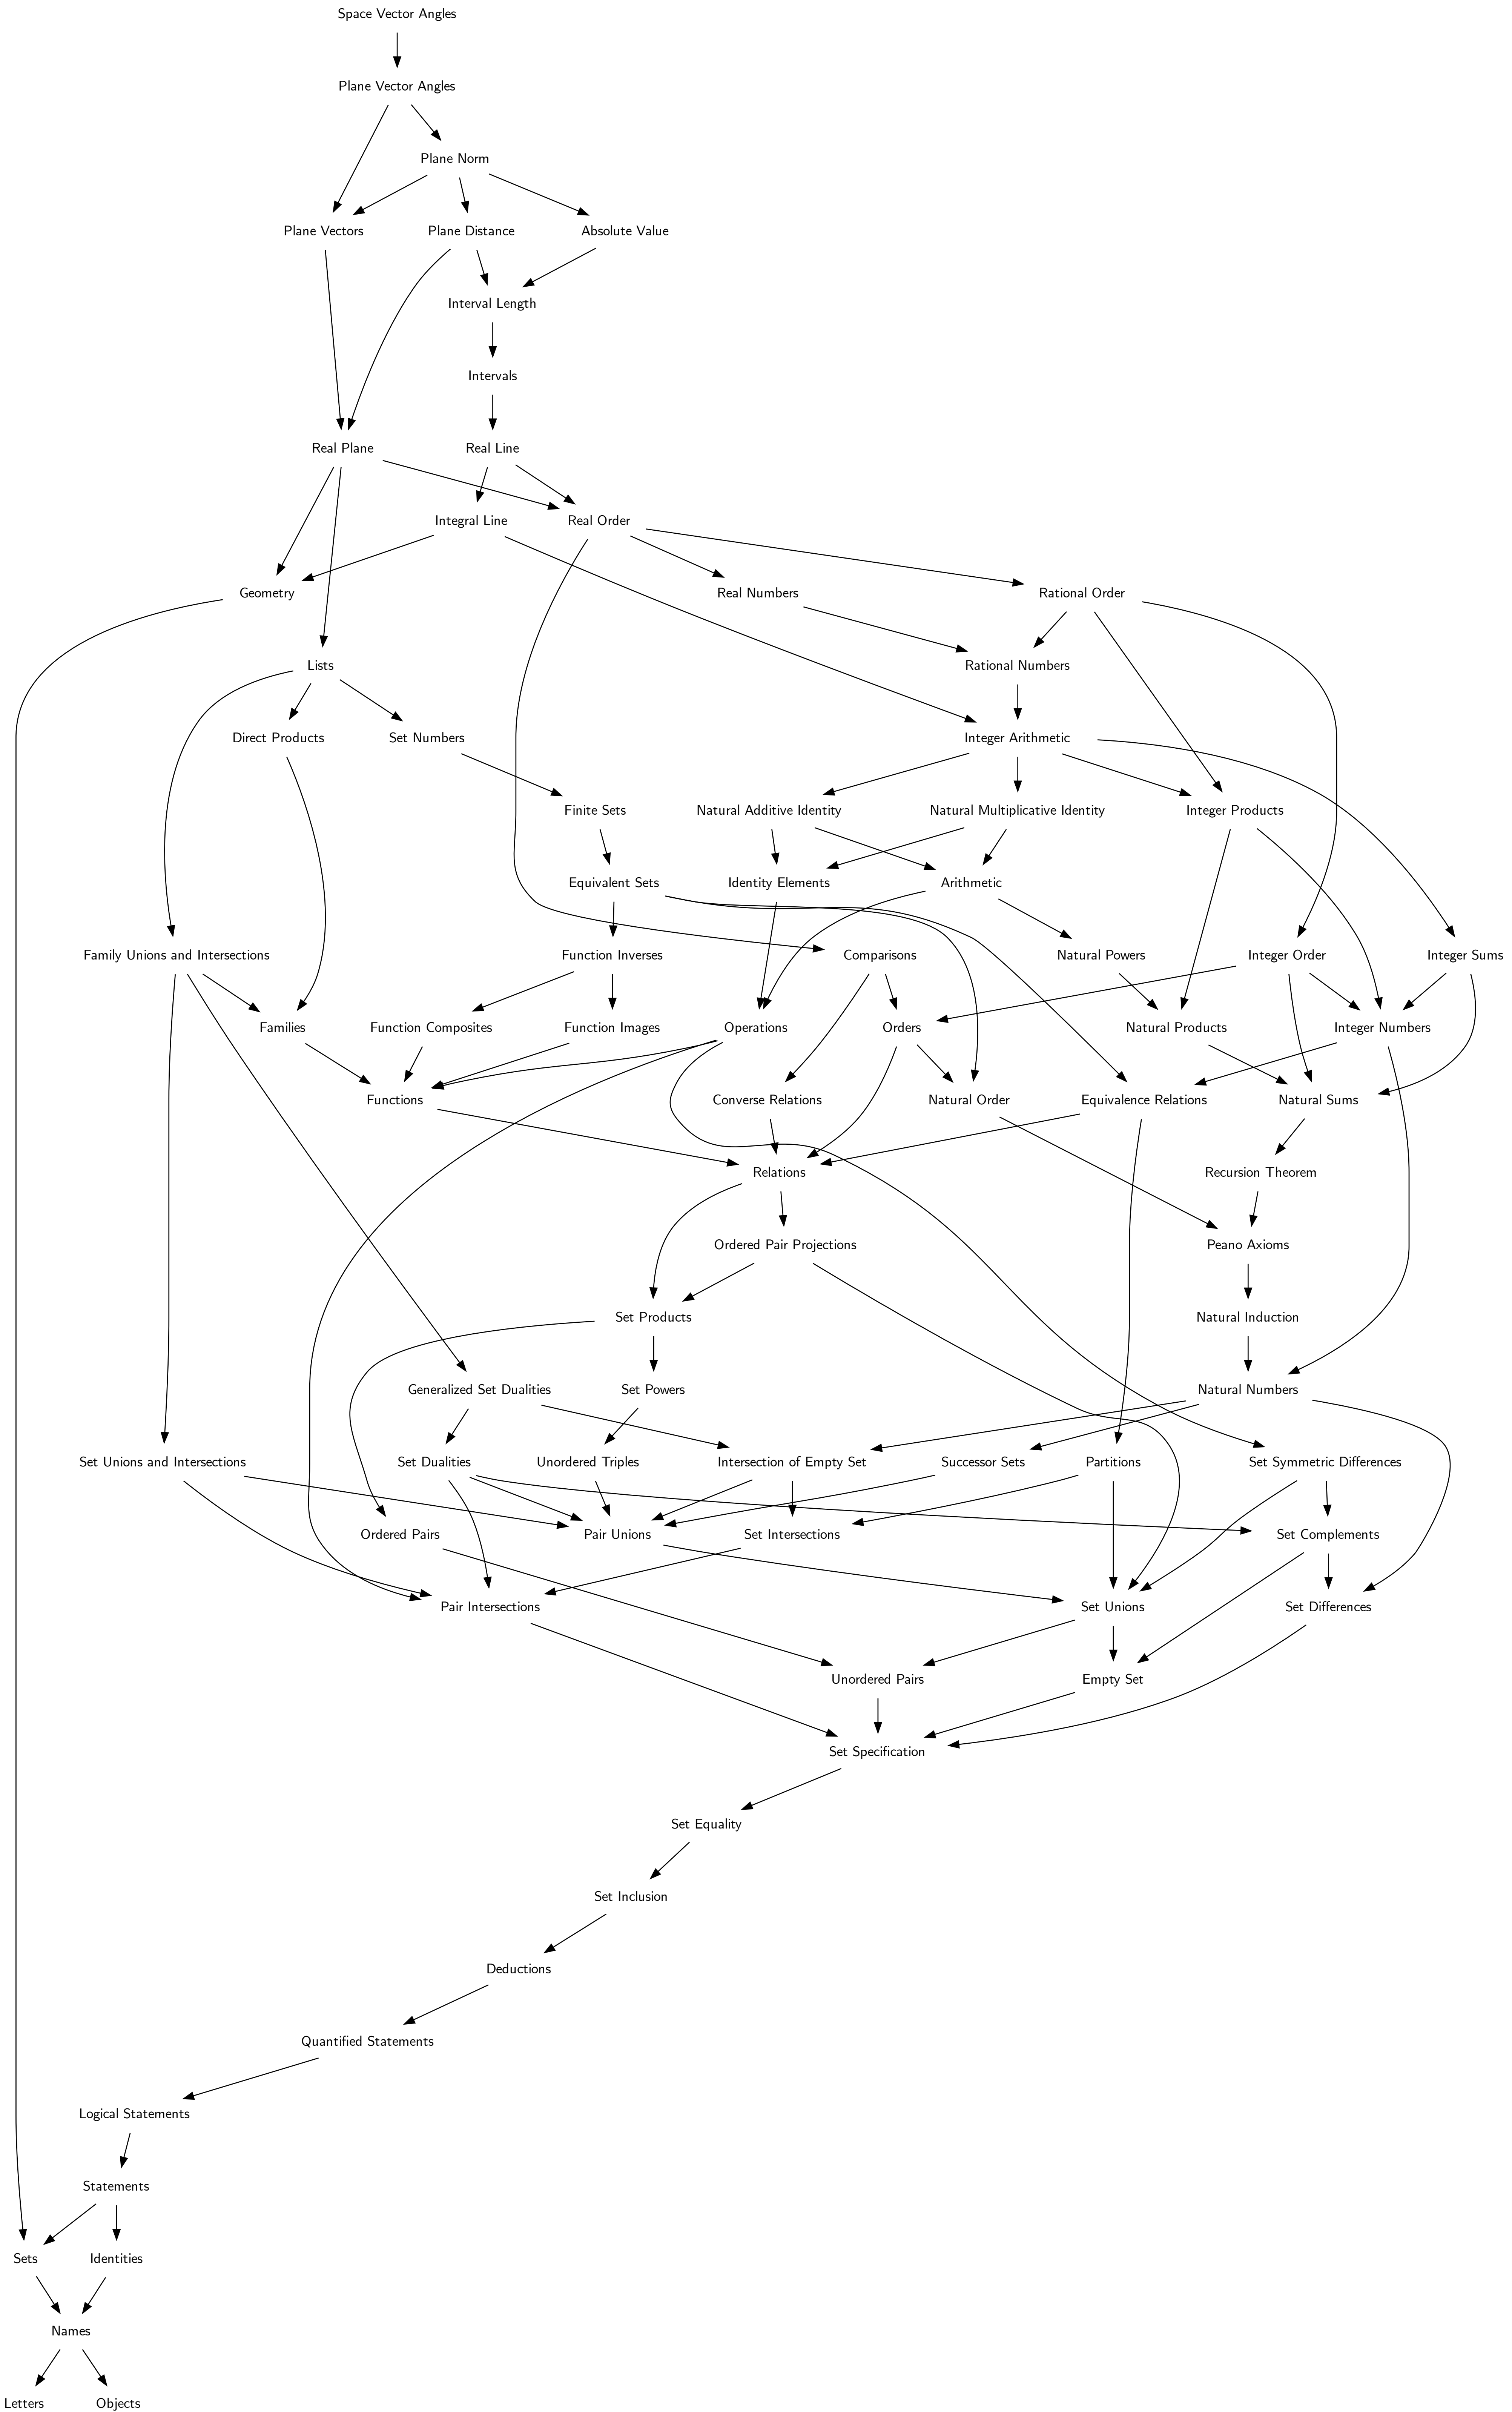 Space Vector Angles
Plane Vector Angles
Plane Norm
Plane Vectors
Plane Distance
Absolute Value
Interval Length
Intervals
Real Plane
Real Line
Integral Line
Real Order
Geometry
Real Numbers
Rational Order
Lists
Rational Numbers
Direct Products
Set Numbers
Integer Arithmetic
Finite Sets
Natural Additive Identity
Natural Multiplicative Identity
Integer Products
Equivalent Sets
Identity Elements
Arithmetic
Family Unions and Intersections
Function Inverses
Comparisons
Natural Powers
Integer Order
Integer Sums
Families
Function Composites
Function Images
Operations
Orders
Natural Products
Integer Numbers
Functions
Converse Relations
Natural Order
Equivalence Relations
Natural Sums
Relations
Recursion Theorem
Ordered Pair Projections
Peano Axioms
Set Products
Natural Induction
Generalized Set Dualities
Set Powers
Natural Numbers
Set Unions and Intersections
Set Dualities
Unordered Triples
Intersection of Empty Set
Successor Sets
Partitions
Set Symmetric Differences
Ordered Pairs
Pair Unions
Set Intersections
Set Complements
Pair Intersections
Set Unions
Set Differences
Unordered Pairs
Empty Set
Set Specification
Set Equality
Set Inclusion
Deductions
Quantified Statements
Logical Statements
Statements
Sets
Identities
Names
Letters
Objects